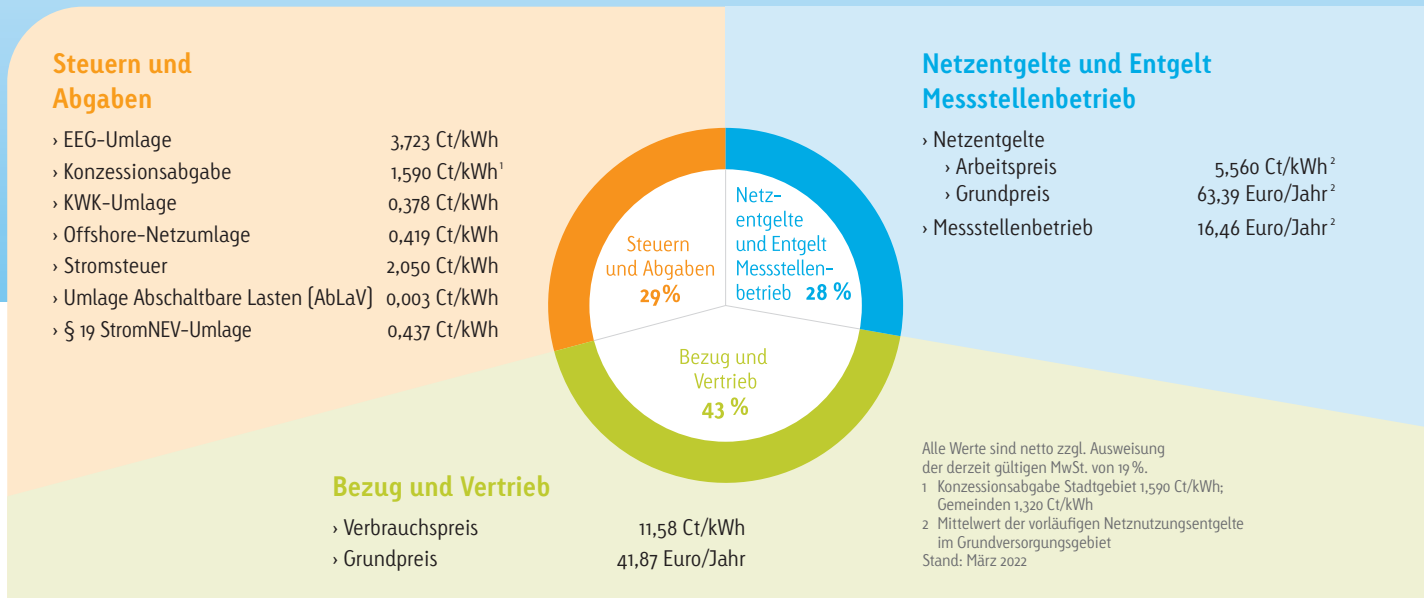 Steuern und
Abgaben
› EEG-Umlage 3,723 Ct/kWh
› Konzessionsabgabe 1,590 Ct/kWh¹
› KWK-Umlage 0,378 Ct/kWh
› Offshore-Netzumlage 0,419 Ct/kWh
› Stromsteuer 2,050 Ct/kWh
› Umlage Abschaltbare Lasten (AbLaV) 0,003 Ct/kWh
› § 19 StromNEV-Umlage 0,437 Ct/kWh
Netzentgelte und Entgelt
Messstellenbetrieb
› Netzentgelte
› Arbeitspreis 5,560 Ct/kWh²
› Grundpreis 63,39 Euro/Jahr²
› Messstellenbetrieb 16,46 Euro/Jahr²
Steuern
und Abgaben
29%
Netz-
entgelte
und Entgelt
Messstellen-
betrieb 28 %
Bezug und
Vertrieb
43 %
Bezug und Vertrieb
› Verbrauchspreis 11,58 Ct/kWh
› Grundpreis 41,87 Euro/Jahr
Alle Werte sind netto zzgl. Ausweisung
der derzeit gültigen MwSt. von 19 %.
1 Konzessionsabgabe Stadtgebiet 1,590 Ct/kWh;
Gemeinden 1,320 Ct/kWh
2 Mittelwert der vorläufigen Netznutzungsentgelte
im Grundversorgungsgebiet
Stand: März 2022